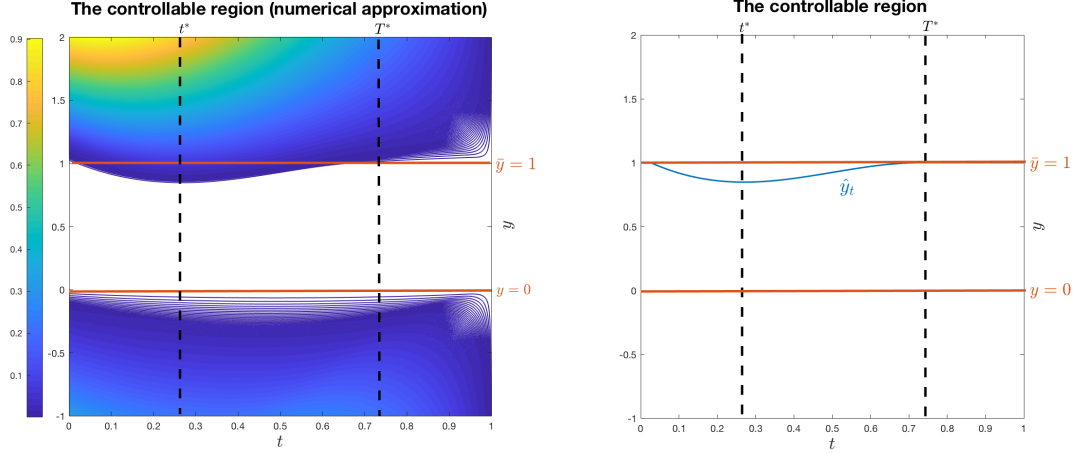 The controllable region (numerical approximation)
t*
T*
0.9
0.8
0.7
0.6
0.5
0.4
0.3
0.2
0.1
2
1.5
1
0.5
0
-0.5
-1
ȳ = 1
y
y = 0
0 0.1 0.2 0.3 0.4 0.5 0.6 0.7 0.8 0.9 1
t
The controllable region
t*
T*
2
1.5
1
0.5
0
-0.5
-1
ȳ = 1
ŷₜ
y
y = 0
0 0.1 0.2 0.3 0.4 0.5 0.6 0.7 0.8 0.9 1
t